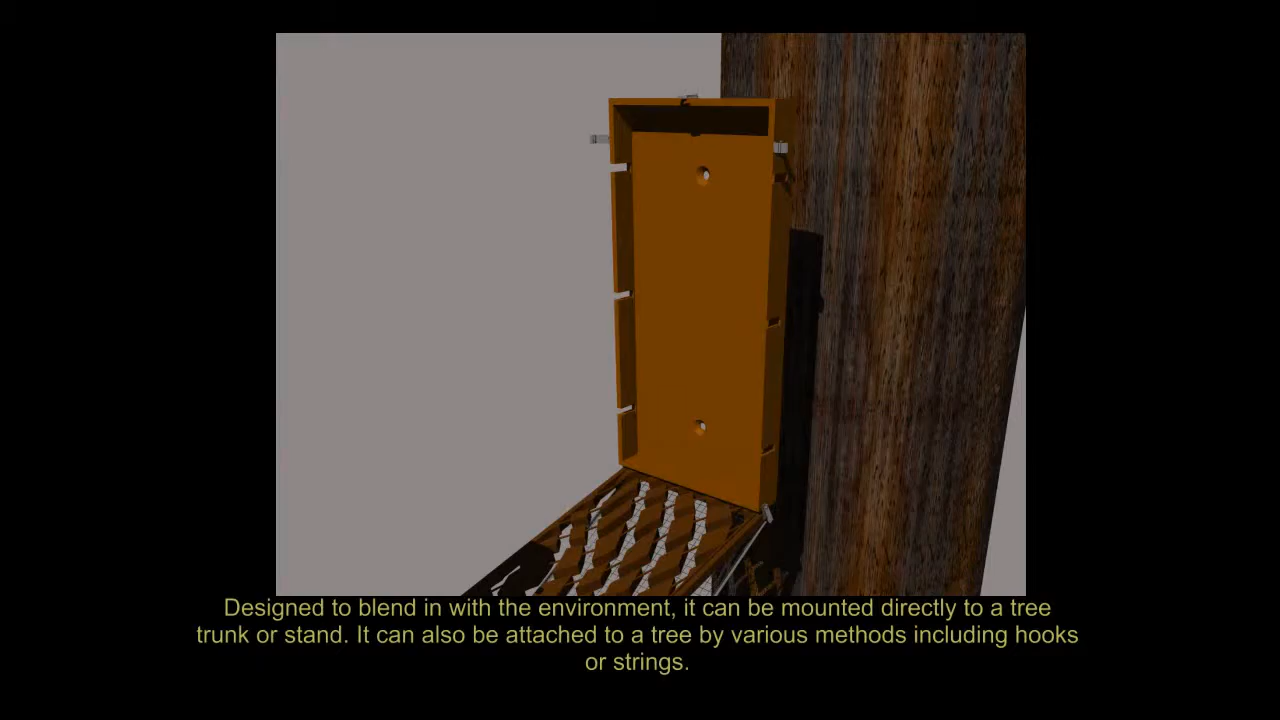 Designed to blend in with the environment, it can be mounted directly to a tree
trunk or stand. It can also be attached to a tree by various methods including hooks
or strings.